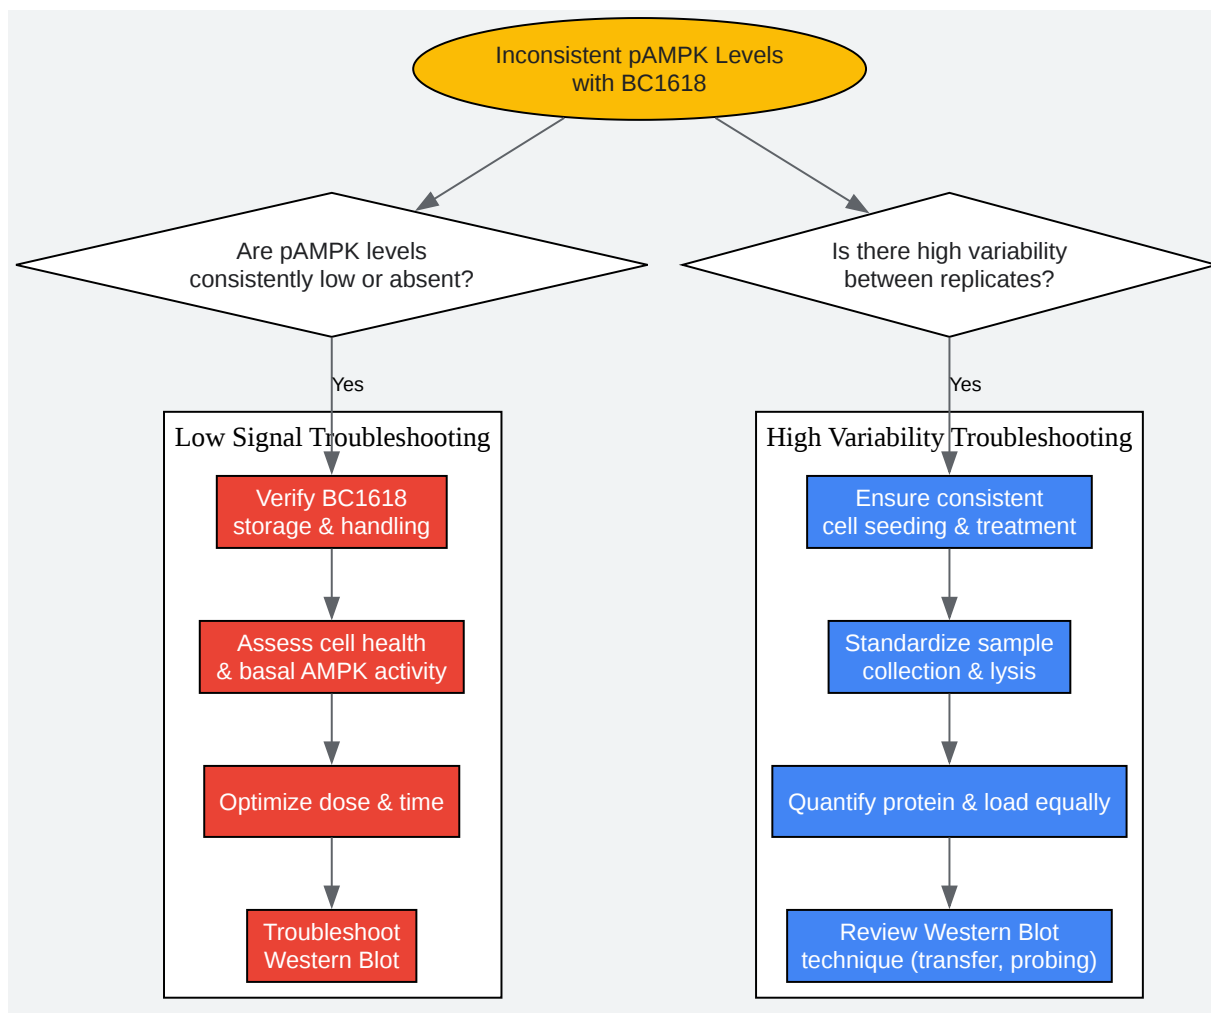 Inconsistent pAMPK Levels
with BC1618
Are pAMPK levels
consistently low or absent?
Is there high variability
between replicates?
Yes
Yes
Low Signal Troubleshooting
Verify BC1618
storage & handling
Assess cell health
& basal AMPK activity
Optimize dose & time
Troubleshoot
Western Blot
High Variability Troubleshooting
Ensure consistent
cell seeding & treatment
Standardize sample
collection & lysis
Quantify protein & load equally
Review Western Blot
technique (transfer, probing)